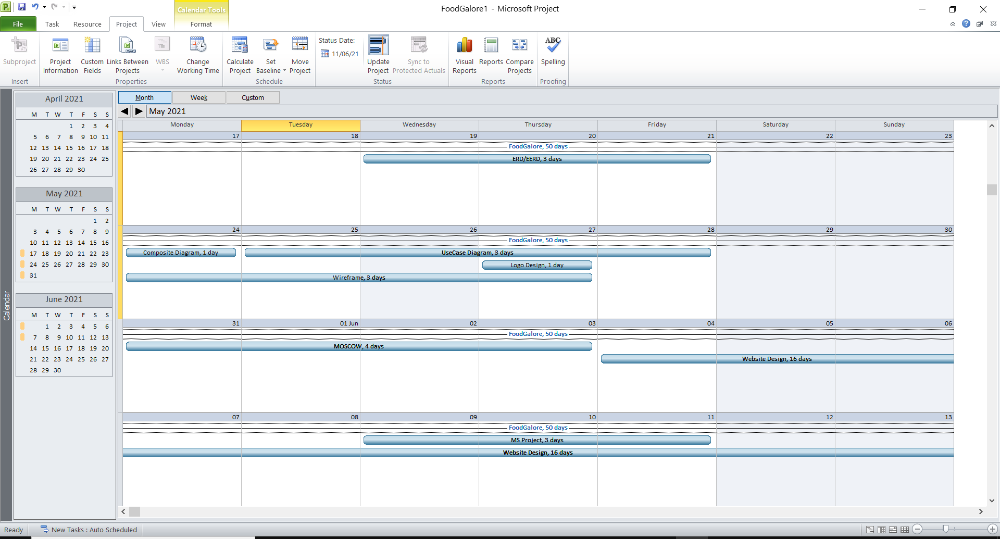 FoodGalore1 - Microsoft Project
Calendar Tools
File Task Resource Project View Format
Subproject
Project Information
Custom Fields
Links Between Projects
WBS
Change Working Time
Calculate Project
Set Baseline
Move Project
Status Date:
11/06/21
Update Project
Sync to Protected Actuals
Visual Reports
Reports
Compare Projects
ABC
Spelling
Insert Properties Schedule Status Reports Proofing
Calendar
April 2021
M T W T F S S
1 2 3 4
5 6 7 8 9 10 11
12 13 14 15 16 17 18
19 20 21 22 23 24 25
26 27 28 29 30
May 2021
M T W T F S S
1 2
3 4 5 6 7 8 9
10 11 12 13 14 15 16
17 18 19 20 21 22 23
24 25 26 27 28 29 30
31
June 2021
M T W T F S S
1 2 3 4 5 6
7 8 9 10 11 12 13
14 15 16 17 18 19 20
21 22 23 24 25 26 27
28 29 30
Month Week Custom
May 2021
Monday Tuesday Wednesday Thursday Friday Saturday Sunday
17 18 19 20 21 22 23
FoodGalore, 50 days
ERD/EERD, 3 days
24 25 26 27 28 29 30
FoodGalore, 50 days
Composite Diagram, 1 day UseCase Diagram, 3 days
Logo Design, 1 day
Wireframe, 3 days
31 01 Jun 02 03 04 05 06
FoodGalore, 50 days
MOSCOW, 4 days
Website Design, 16 days
07 08 09 10 11 12 13
FoodGalore, 50 days
MS Project, 3 days
Website Design, 16 days
Ready New Tasks : Auto Scheduled